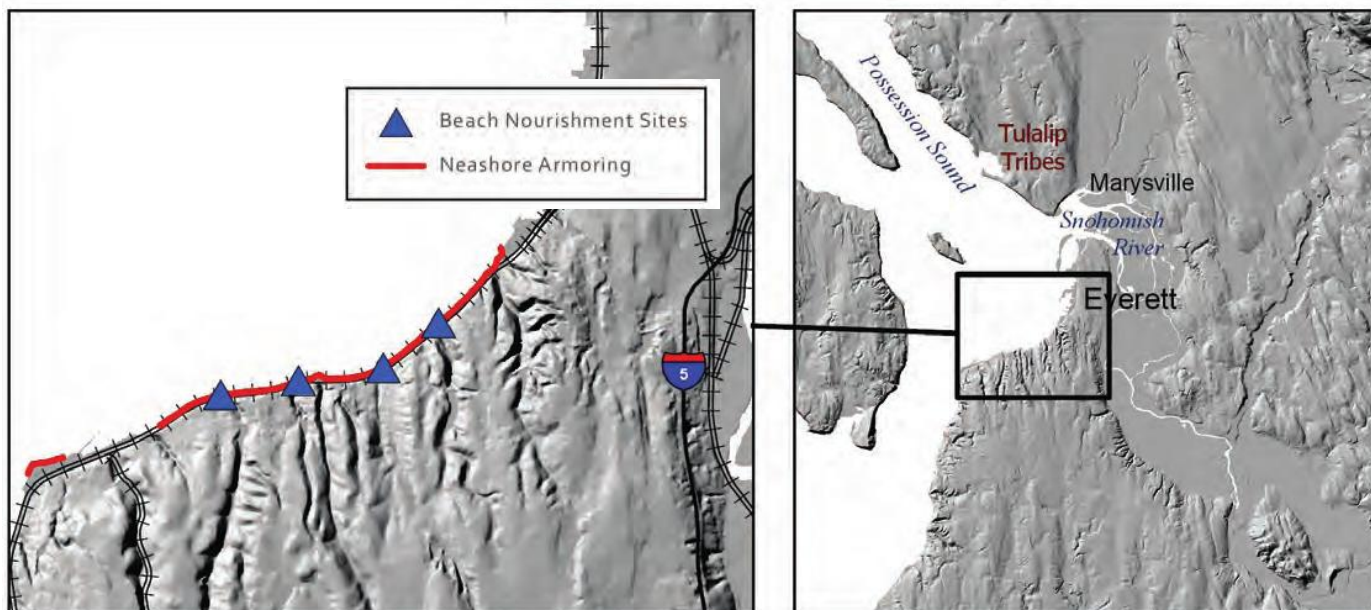 Beach Nourishment Sites
Neashore Armoring
5
Possession Sound
Tulalip
Tribes
Marysville
Snohomish
River
Everett